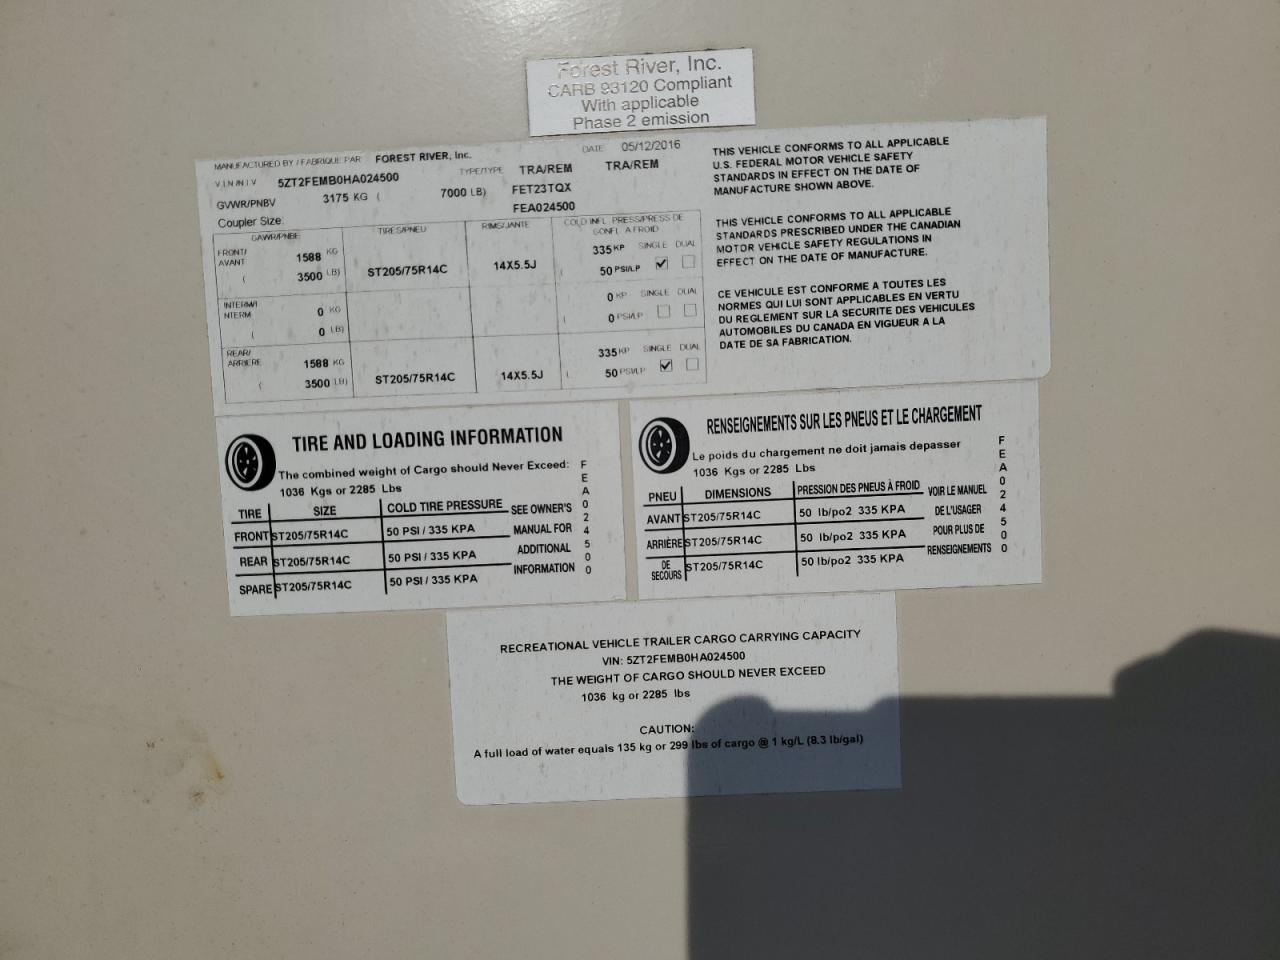 Forest River, Inc.
CARB 93120 Compliant
With applicable
Phase 2 emission
MANUFACTURED BY / FABRIQUE PAR FOREST RIVER, Inc. DATE 05/12/2016
V I N /N I V 5ZT2FEMB0HA024500 TYPE/TYPE TRA/REM TRA/REM
GVWR/PNBV 3175 KG ( 7000 LB) FET23TQX
FEA024500
Coupler Size:
GAWR/PNBE TIRES/PNEU RIMS/JANTE COLD INFL PRESS/PRESS DE
GONFL A FROID
FRONT/ 1588 KG 335 KP SINGLE DUAL
AVANT
( 3500 LB) ST205/75R14C 14X5.5J ( 50 PSI/LP
INTERM/I 0 KG 0 KP SINGLE DUAL
NTERM
( 0 LB) ( 0 PSI/LP
REAR/ 1588 KG 335 KP SINGLE DUAL
ARRIERE
( 3500 LB) ST205/75R14C 14X5.5J ( 50 PSI/LP
THIS VEHICLE CONFORMS TO ALL APPLICABLE
U.S. FEDERAL MOTOR VEHICLE SAFETY
STANDARDS IN EFFECT ON THE DATE OF
MANUFACTURE SHOWN ABOVE.
THIS VEHICLE CONFORMS TO ALL APPLICABLE
STANDARDS PRESCRIBED UNDER THE CANADIAN
MOTOR VEHICLE SAFETY REGULATIONS IN
EFFECT ON THE DATE OF MANUFACTURE.
CE VEHICULE EST CONFORME A TOUTES LES
NORMES QUI LUI SONT APPLICABLES EN VERTU
DU REGLEMENT SUR LA SECURITE DES VEHICULES
AUTOMOBILES DU CANADA EN VIGUEUR A LA
DATE DE SA FABRICATION.
TIRE AND LOADING INFORMATION
The combined weight of Cargo should Never Exceed:
1036 Kgs or 2285 Lbs
TIRE SIZE COLD TIRE PRESSURE SEE OWNER'S
FRONT ST205/75R14C 50 PSI / 335 KPA MANUAL FOR
REAR ST205/75R14C 50 PSI / 335 KPA ADDITIONAL
SPARE ST205/75R14C 50 PSI / 335 KPA INFORMATION
FEA024500
RENSEIGNEMENTS SUR LES PNEUS ET LE CHARGEMENT
Le poids du chargement ne doit jamais depasser
1036 Kgs or 2285 Lbs
PNEU DIMENSIONS PRESSION DES PNEUS À FROID VOIR LE MANUEL
AVANT ST205/75R14C 50 lb/po2 335 KPA DE L'USAGER
ARRIÈRE ST205/75R14C 50 lb/po2 335 KPA POUR PLUS DE
DE
SECOURS ST205/75R14C 50 lb/po2 335 KPA RENSEIGNEMENTS
FEA024500
RECREATIONAL VEHICLE TRAILER CARGO CARRYING CAPACITY
VIN: 5ZT2FEMB0HA024500
THE WEIGHT OF CARGO SHOULD NEVER EXCEED
1036 kg or 2285 lbs
CAUTION:
A full load of water equals 135 kg or 299 lbs of cargo @ 1 kg/L (8.3 lb/gal)